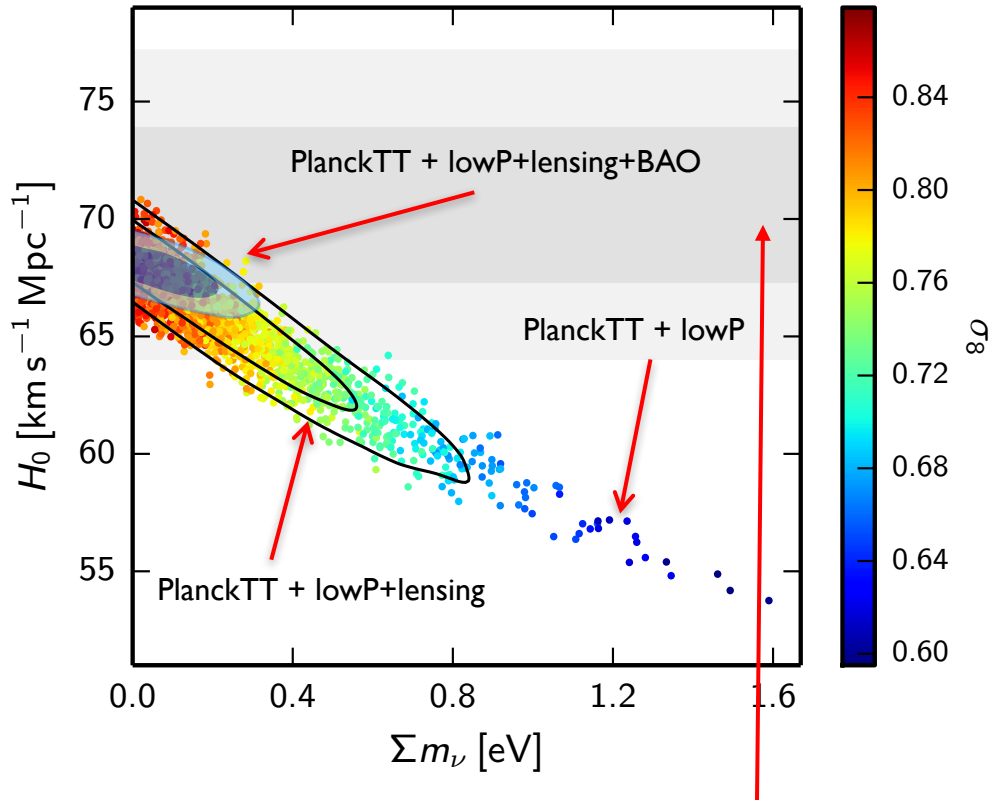 75
70
65
60
55
H₀ [km s⁻¹ Mpc⁻¹]
PlanckTT + lowP+lensing+BAO
PlanckTT + lowP
PlanckTT + lowP+lensing
0.0 0.4 0.8 1.2 1.6
Σmᵥ [eV]
0.84
0.80
0.76
0.72
0.68
0.64
0.60
σ₈